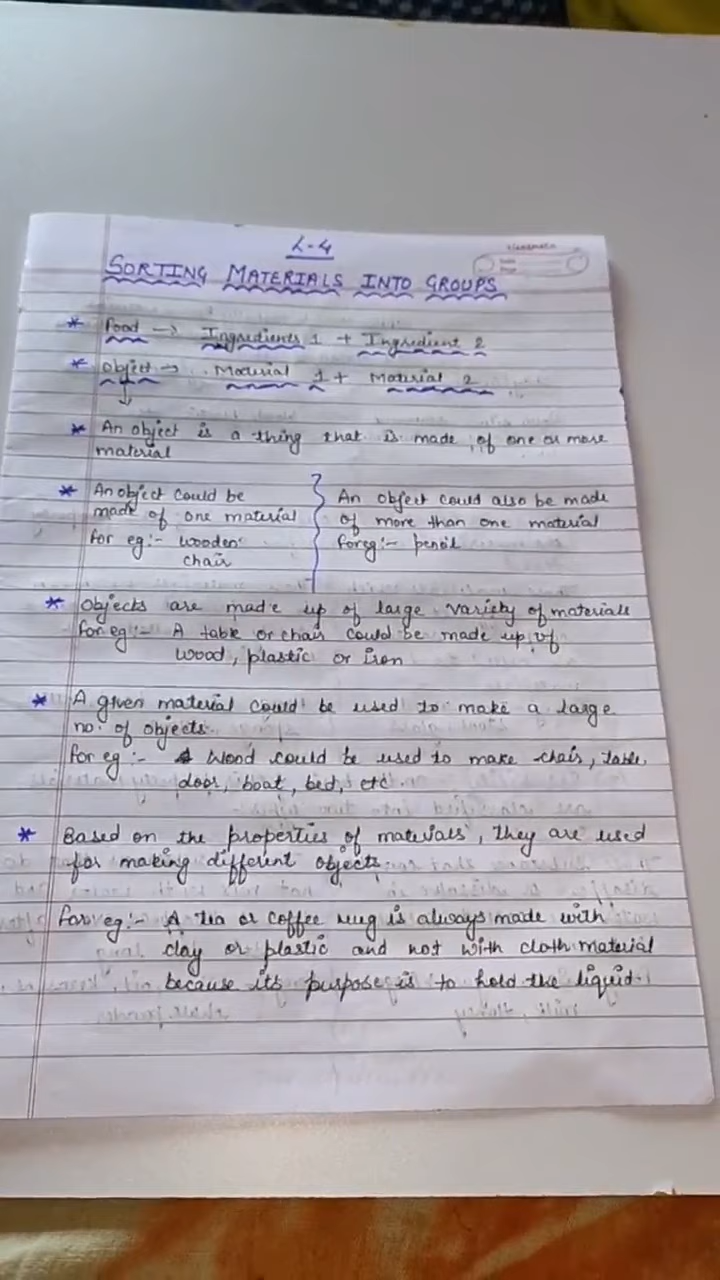 L-4
SORTING MATERIALS INTO GROUPS
* Food → Ingredients 1 + Ingredient 2
* Object → Material 1 + Material 2
* An object is a thing that is made of one or more
material
* An object could be
made of one material
for eg:- wooden
chair
An object could also be made
of more than one material
for eg:- pencil
* Objects are made up of large variety of materials
for eg:- A table or chair could be made up of
wood, plastic or iron
* A given material could be used to make a large
no. of objects.
for eg:- Wood could be used to make chair, table,
door, boat, bed, etc.
* Based on the properties of materials, they are used
for making different objects.
for eg:- A tea or coffee mug is always made with
clay or plastic and not with cloth material
because its purpose is to hold the liquid.